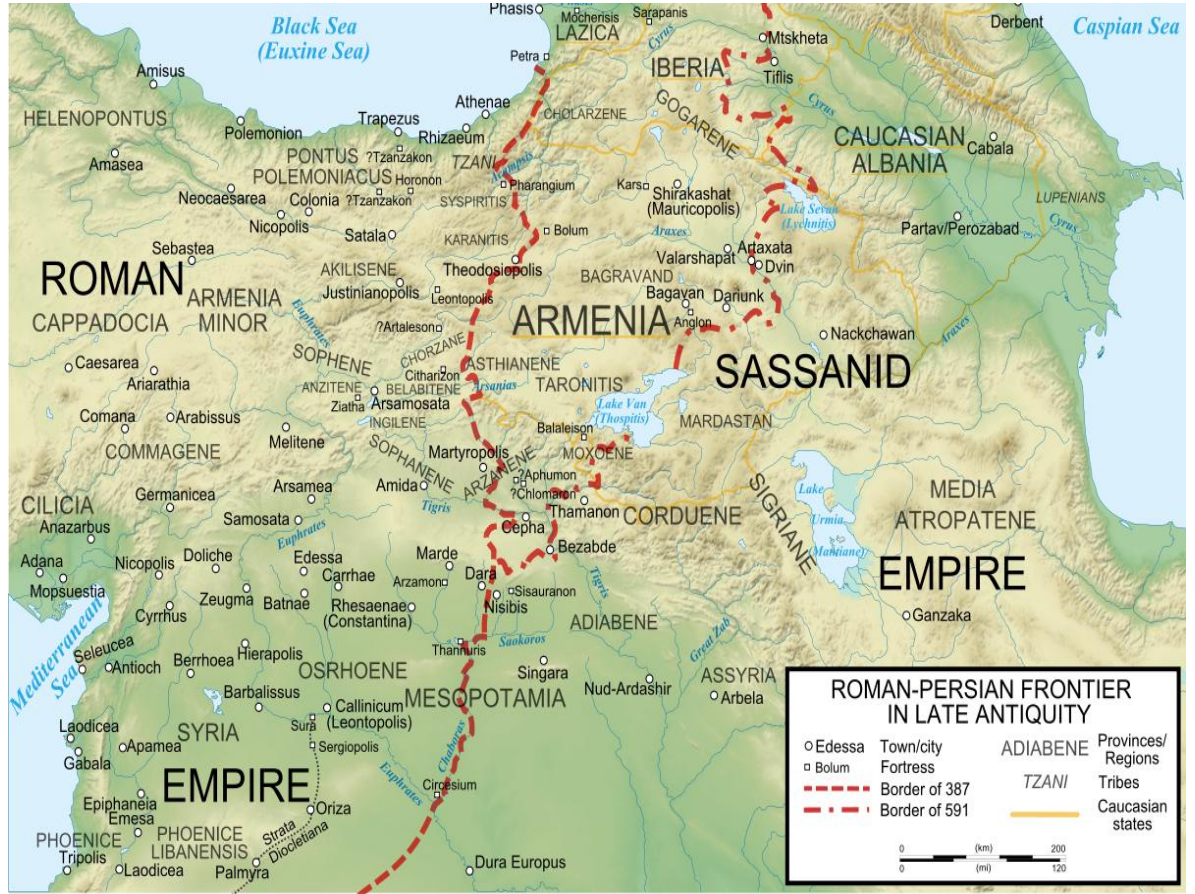 Black Sea
(Euxine Sea)
Caspian Sea
Phasis
Mocherisis
Sarapanis
LAZICA
Cyrus
Derbent
Petra
Mtskheta
IBERIA
Tiflis
Amisus
HELENOPONTUS
Polemonion
Trapezus
Athenae
Rhizaeum
CHOLARZENE
GOGARENE
Cyrus
CAUCASIAN
ALBANIA
Cabala
Amasea
PONTUS
POLEMONIACUS
?Tzanzakon
TZANI
Acampsis
Horonon
?Tzanzakon
Pharangium
Kars
Shirakashat
(Mauricopolis)
Lake Sevan
(Lychnitis)
LUPENIANS
Neocaesarea
Colonia
Nicopolis
SYSPIRITIS
Partav/Perozabad
Cyrus
Satala
KARANITIS
Bolum
Araxes
Artaxata
Valarshapat
Dvin
Sebastea
Theodosiopolis
ROMAN
AKILISENE
Justinianopolis
Leontopolis
BAGRAVAND
Bagavan
Dariunk
Anglon
ARMENIA
MINOR
Euphrates
CAPPADOCIA
?Artaleson
ARMENIA
Nackchawan
Araxes
SOPHENE
CHORZANE
ASTHIANENE
SASSANID
Caesarea
Ariarathia
Citharizon
ANZITENE
BELABITENE
Arsanias
TARONITIS
Ziatha
Arsamosata
INGILENE
Lake Van
(Thospitis)
MARDASTAN
Comana
Arabissus
Melitene
Balaleison
MOXOENE
COMMAGENE
SOPHANENE
Martyropolis
ARZANENE
?Aphumon
?Chlomaron
Thamanon
CORDUENE
SIGRIANE
Lake
Urmia
(Mantiane)
MEDIA
ATROPATENE
CILICIA
Germanicea
Arsamea
Amida
Tigris
Anazarbus
Samosata
Euphrates
Cepha
Bezabde
EMPIRE
Adana
Mopsuestia
Nicopolis
Doliche
Edessa
Marde
Dara
Carrhae
Arzamon
Nisibis
Sisauranon
Tigris
Zeugma
Batnae
Rhesaenae
(Constantina)
Ganzaka
Cyrrhus
ADIABENE
Great Zab
Mediterranean
Sea
Seleucea
Antioch
Berrhoea
Hierapolis
OSRHOENE
Thannuris
Saokoros
Singara
ASSYRIA
Nud-Ardashir
Arbela
Barbalissus
Callinicum
(Leontopolis)
MESOPOTAMIA
Laodicea
Apamea
SYRIA
Sura
Sergiopolis
Gabala
Chaboras
EMPIRE
Euphrates
Circesium
Epiphaneia
Emesa
Oriza
PHOENICE
PHOENICE
LIBANENSIS
Strata
Diocletiana
Tripolis
Laodicea
Palmyra
Dura Europus
ROMAN-PERSIAN FRONTIER
IN LATE ANTIQUITY
Edessa Town/city
Bolum Fortress
Border of 387
Border of 591
ADIABENE Provinces/
Regions
TZANI Tribes
Caucasian
states
(km)
0 200
0 120
(mi)